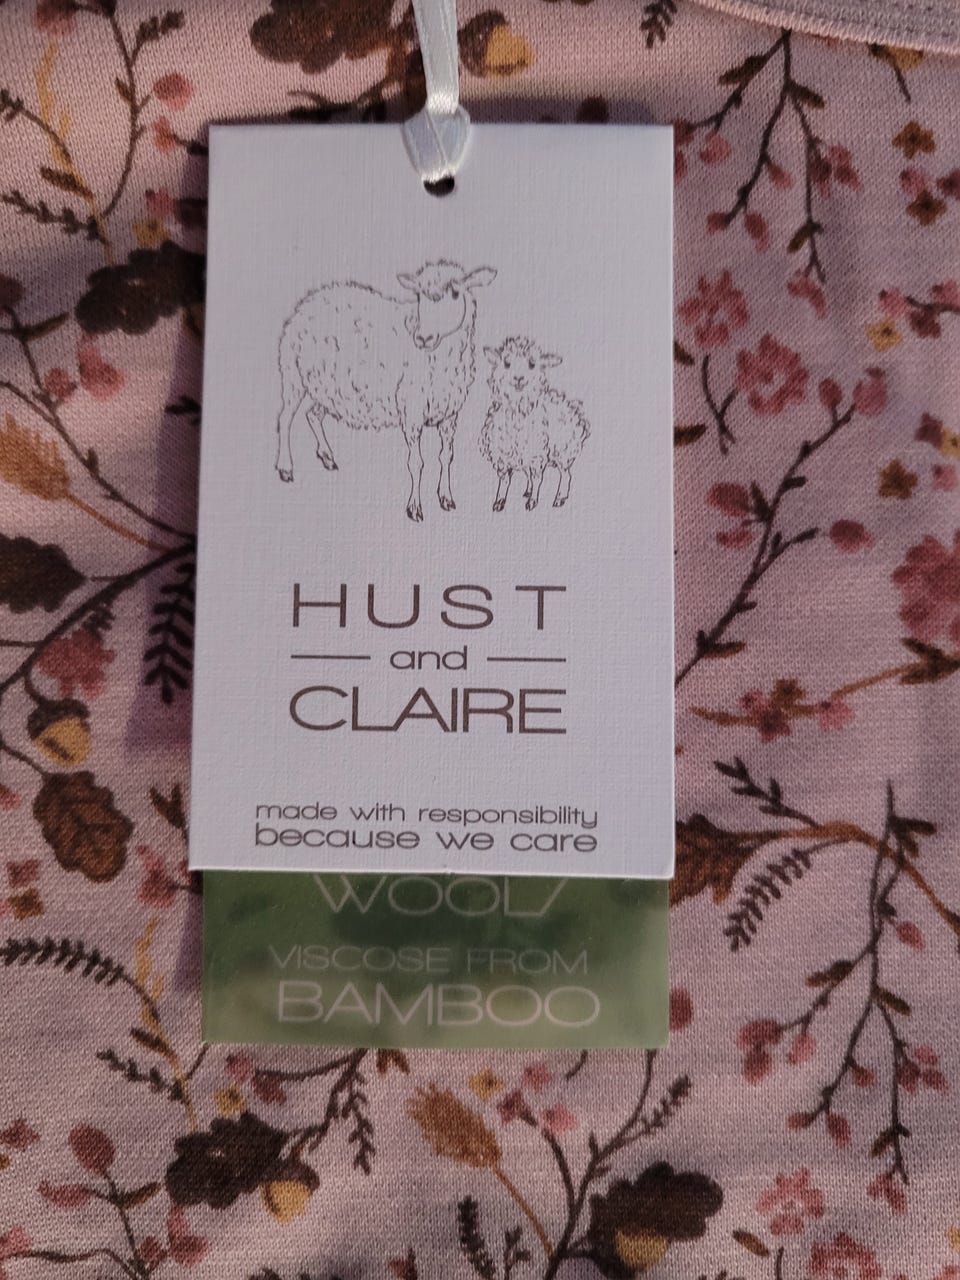 HUST
and
CLAIRE
made with responsibility
because we care
WOOL/
VISCOSE FROM
BAMBOO